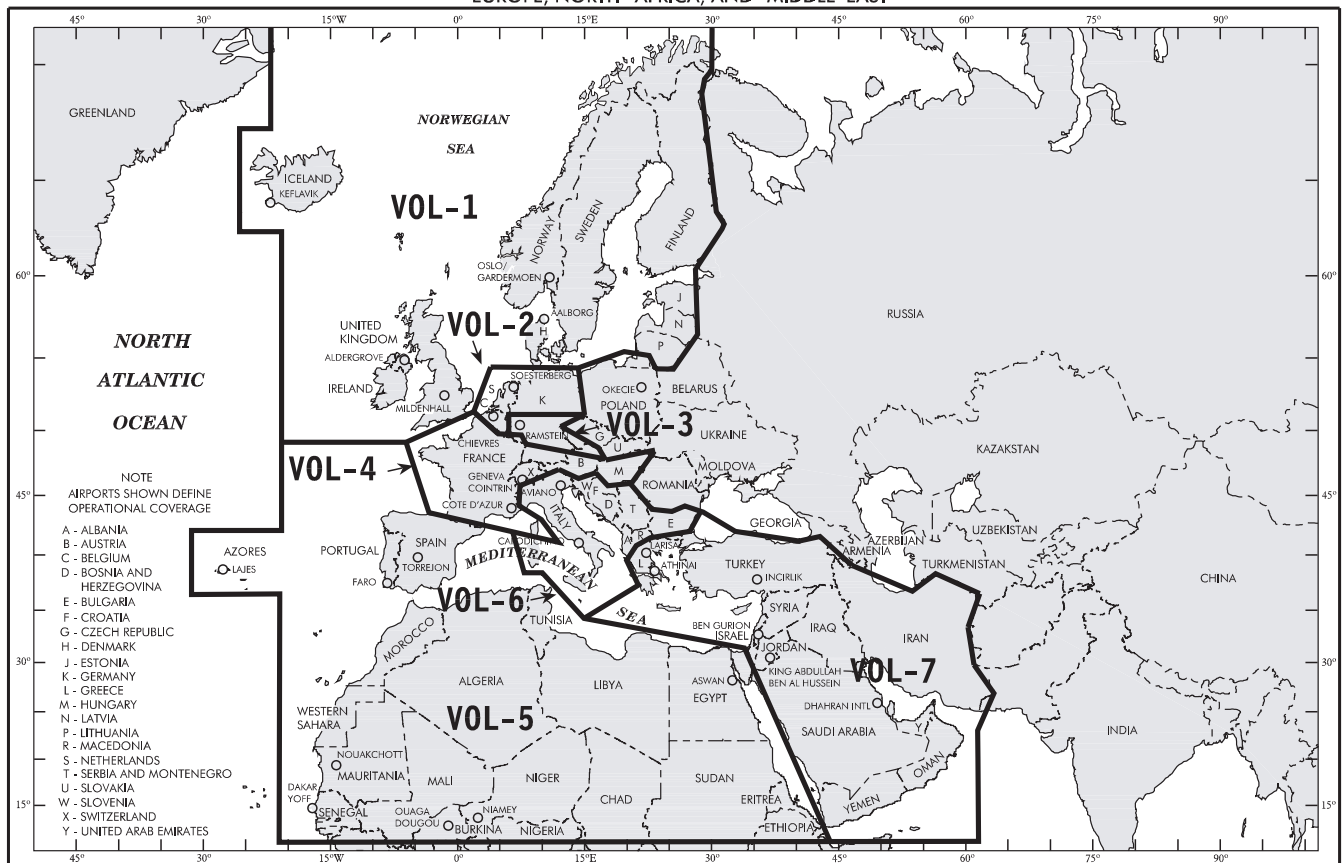 EUROPE, NORTH AFRICA, AND MIDDLE EAST
45° 30° 15°W 0° 15°E 30° 45° 60° 75° 90°
GREENLAND
NORWEGIAN
SEA
ICELAND
KEFLAVIK
VOL-1
NORWAY
SWEDEN
FINLAND
60°
60°
OSLO/
GARDERMOEN
RUSSIA
AALBORG
H
J
N
P
UNITED
KINGDOM
VOL-2
ALDERGROVE
IRELAND
MILDENHALL
NORTH
ATLANTIC
OCEAN
S
SOESTERBERG
K
C
OKECIE
POLAND
BELARUS
CHIEVRES
RAMSTEIN
VOL-3
G
U
UKRAINE
KAZAKHSTAN
VOL-4
FRANCE
B
M
MOLDOVA
GENEVA
COINTRIN
X
AVIANO
W
F
D
ROMANIA
45°
45°
COTE D'AZUR
ITALY
T
E
GEORGIA
UZBEKISTAN
AZERBIJAN
ARMENIA
TURKMENISTAN
NOTE
AIRPORTS SHOWN DEFINE
OPERATIONAL COVERAGE
A - ALBANIA
B - AUSTRIA
C - BELGIUM
D - BOSNIA AND
HERZEGOVINA
E - BULGARIA
F - CROATIA
G - CZECH REPUBLIC
H - DENMARK
J - ESTONIA
K - GERMANY
L - GREECE
M - HUNGARY
N - LATVIA
P - LITHUANIA
R - MACEDONIA
S - NETHERLANDS
T - SERBIA AND MONTENEGRO
U - SLOVAKIA
W - SLOVENIA
X - SWITZERLAND
Y - UNITED ARAB EMIRATES
AZORES
LAJES
PORTUGAL
SPAIN
TORREJON
FARO
CAPODICHINO
MEDITERRANEAN
SEA
A
R
LARISA
L
ATHINAI
TURKEY
INCIRLIK
CHINA
VOL-6
TUNISIA
MOROCCO
SYRIA
BEN GURION
ISRAEL
IRAQ
IRAN
JORDAN
KING ABDULLAH
BEN AL HUSSEIN
VOL-7
30°
30°
ALGERIA
LIBYA
ASWAN
EGYPT
DHAHRAN INTL
SAUDI ARABIA
Y
OMAN
INDIA
WESTERN
SAHARA
VOL-5
NOUAKCHOTT
MAURITANIA
MALI
NIGER
CHAD
SUDAN
ERITREA
YEMEN
DAKAR
YOFF
SENEGAL
OUAGA
DOUGOU
NIAMEY
BURKINA
NIGERIA
ETHIOPIA
15°
15°
45° 30° 15°W 0° 15°E 30° 45° 60° 75° 90°